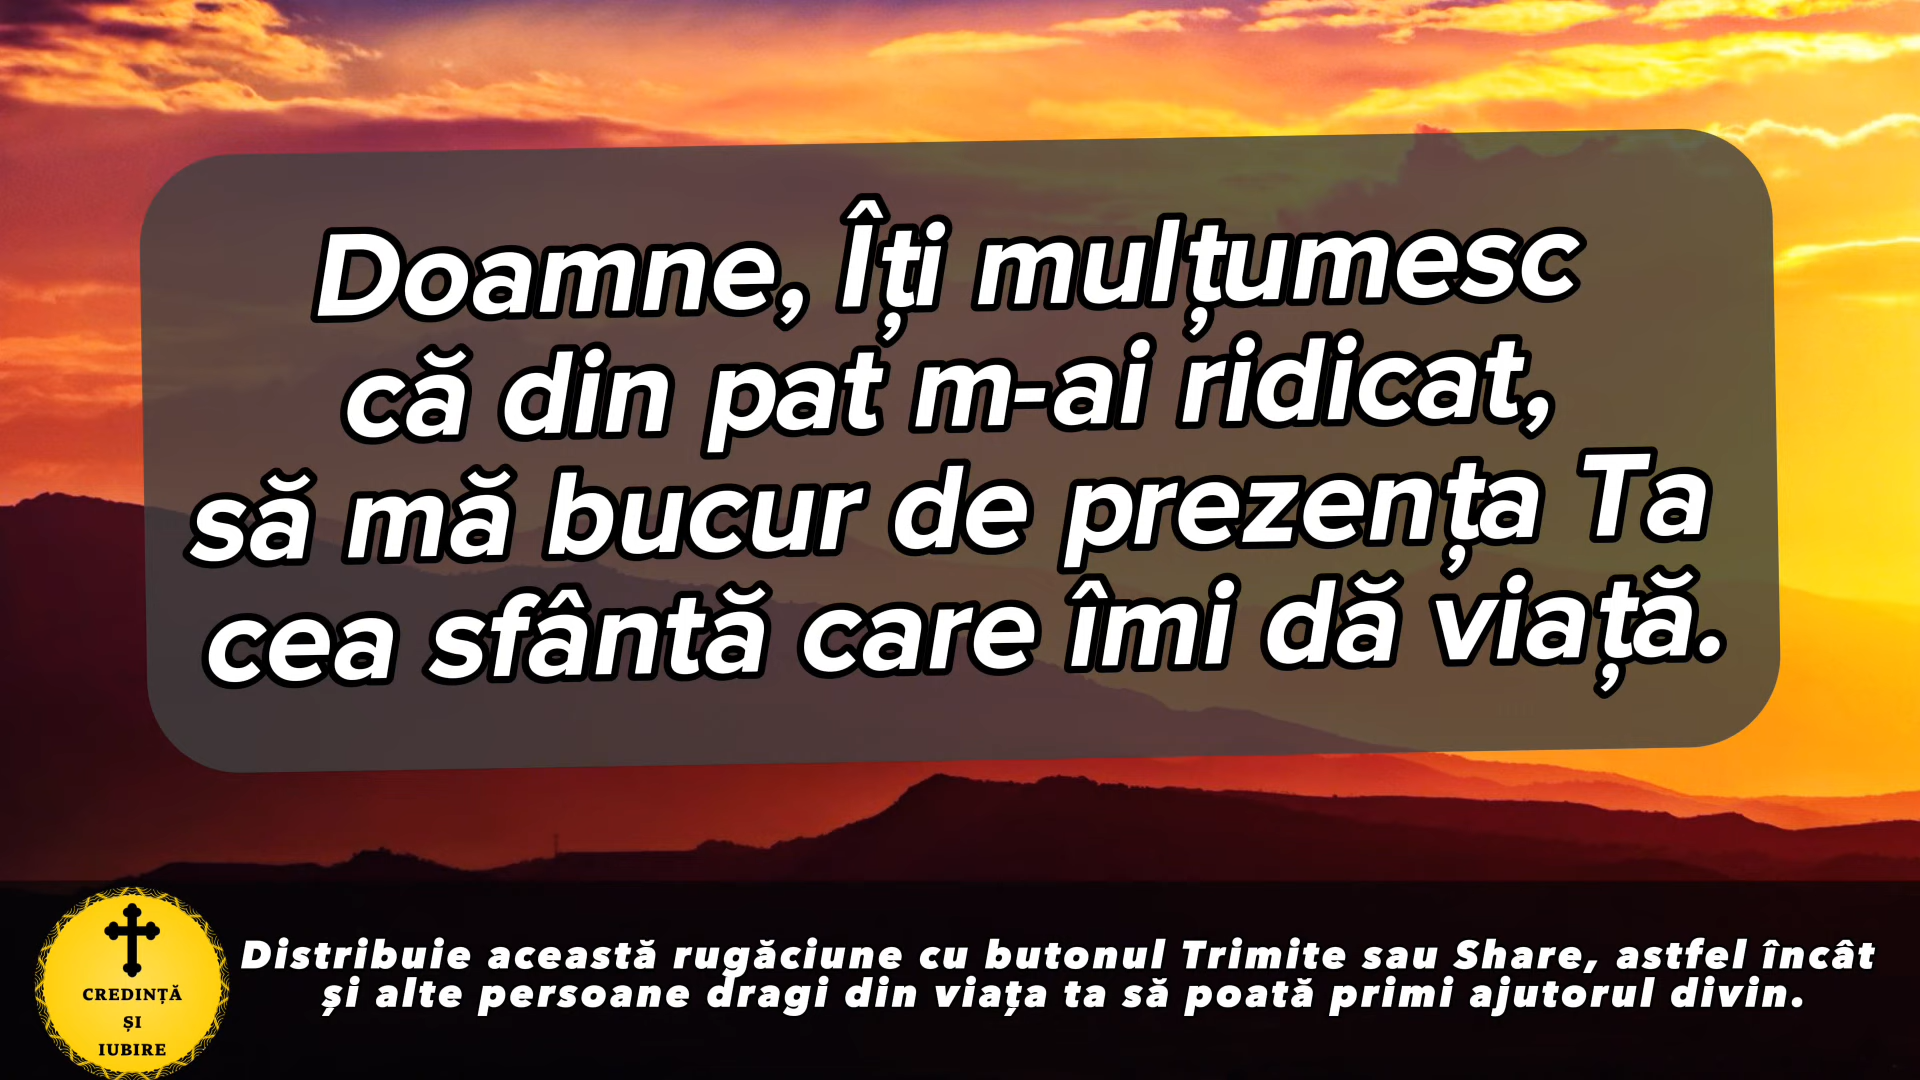 Doamne, Îți mulțumesc
că din pat m-ai ridicat,
să mă bucur de prezența Ta
cea sfântă care îmi dă viață.
CREDINȚĂ
ȘI
IUBIRE
Distribuie această rugăciune cu butonul Trimite sau Share, astfel încât
și alte persoane dragi din viața ta să poată primi ajutorul divin.